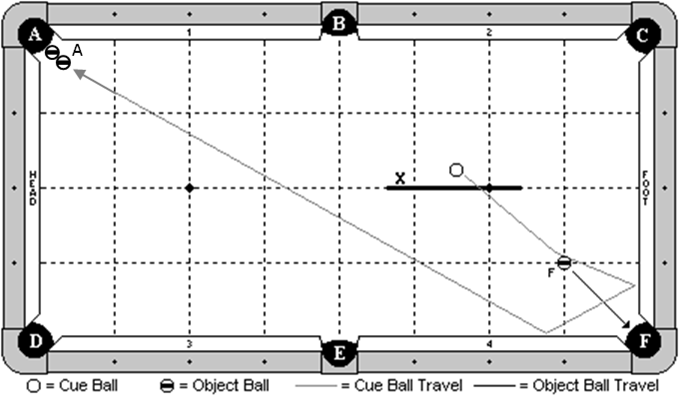 A B C
A
1 2
HEAD
X
FOOT
F
D E F
3 4
= Cue Ball = Object Ball = Cue Ball Travel = Object Ball Travel